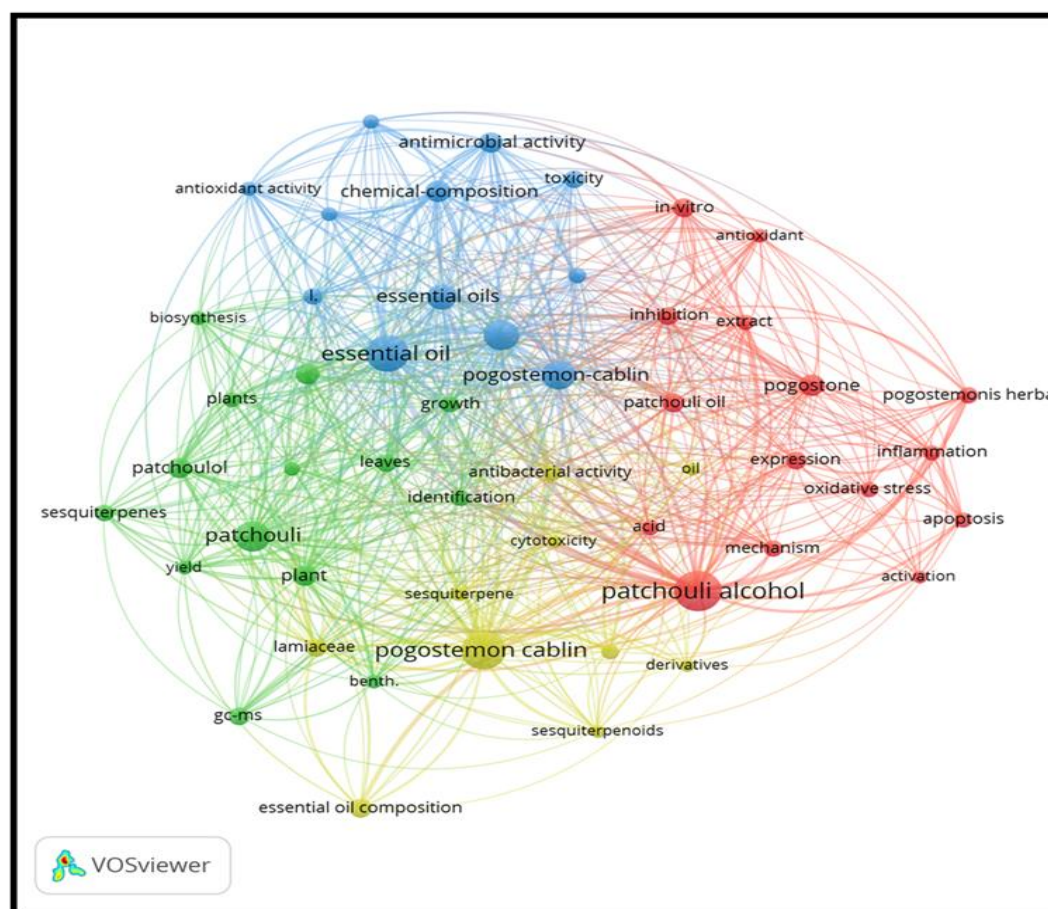 antimicrobial activity
toxicity
antioxidant activity
chemical-composition
in-vitro
antioxidant
l.
essential oils
biosynthesis
inhibition
extract
essential oil
pogostemon-cablin
pogostone
plants
growth
patchouli oil
pogostemonis herba
patchoulol
leaves
antibacterial activity
oil
expression
inflammation
identification
oxidative stress
sesquiterpenes
patchouli
cytotoxicity
acid
mechanism
apoptosis
yield
plant
sesquiterpene
patchouli alcohol
activation
lamiaceae
pogostemon cablin
derivatives
benth.
gc-ms
sesquiterpenoids
essential oil composition
VOSviewer